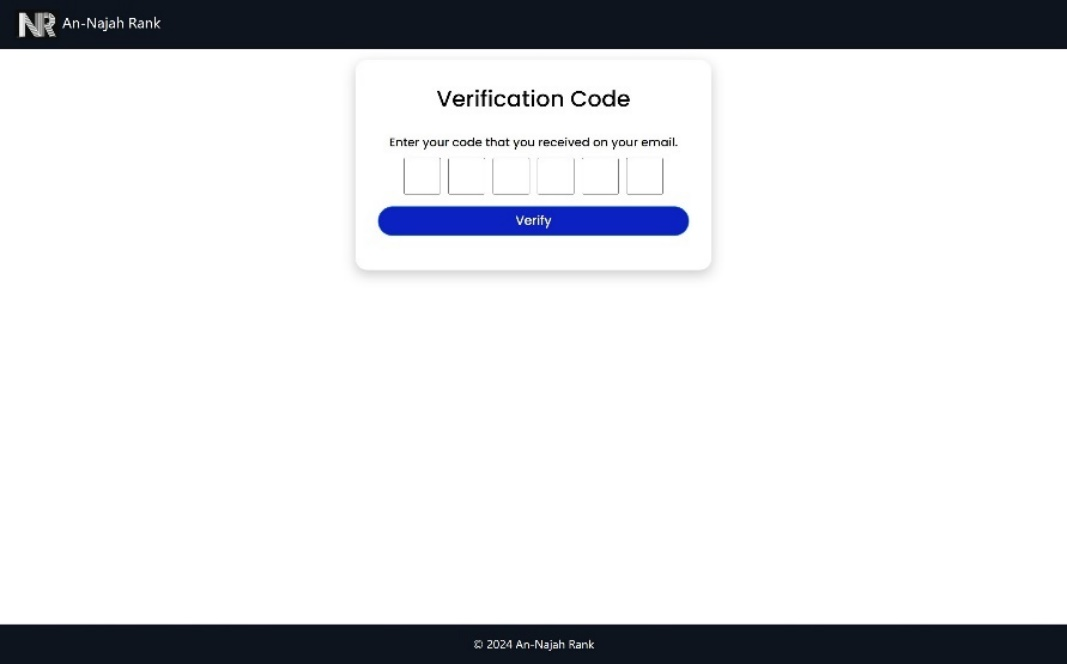 NR An-Najah Rank
Verification Code
Enter your code that you received on your email.
Verify
© 2024 An-Najah Rank